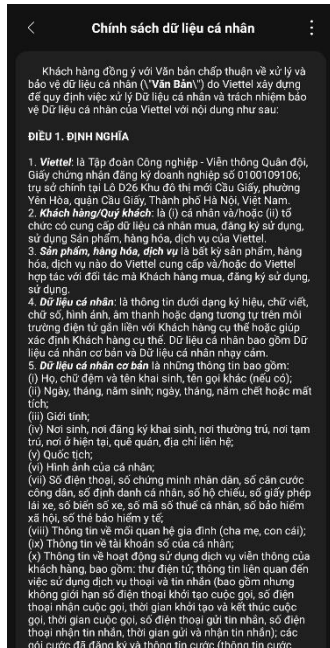 Chính sách dữ liệu cá nhân
Khách hàng đồng ý với Văn bản chấp thuận về xử lý và
bảo vệ dữ liệu cá nhân (\"Văn Bản\") do Viettel xây dựng
để quy định việc xử lý Dữ liệu cá nhân và trách nhiệm bảo
vệ Dữ liệu cá nhân của Viettel với nội dung như sau:
ĐIỀU 1. ĐỊNH NGHĨA
1. Viettel: là Tập đoàn Công nghiệp - Viễn thông Quân đội,
Giấy chứng nhận đăng ký doanh nghiệp số 0100109106;
trụ sở chính tại Lô D26 Khu đô thị mới Cầu Giấy, phường
Yên Hòa, quận Cầu Giấy, Thành phố Hà Nội, Việt Nam.
2. Khách hàng/Quý khách: là (i) cá nhân và/hoặc (ii) tổ
chức có cung cấp dữ liệu cá nhân mua, đăng ký sử dụng,
sử dụng Sản phẩm, hàng hóa, dịch vụ của Viettel.
3. Sản phẩm, hàng hóa, dịch vụ là bất kỳ sản phẩm, hàng
hóa, dịch vụ nào do Viettel cung cấp và/hoặc do Viettel
hợp tác với đối tác mà Khách hàng mua, đăng ký sử dụng,
sử dụng.
4. Dữ liệu cá nhân: là thông tin dưới dạng ký hiệu, chữ viết,
chữ số, hình ảnh, âm thanh hoặc dạng tương tự trên môi
trường điện tử gắn liền với Khách hàng cụ thể hoặc giúp
xác định Khách hàng cụ thể. Dữ liệu cá nhân bao gồm Dữ
liệu cá nhân cơ bản và Dữ liệu cá nhân nhạy cảm.
5. Dữ liệu cá nhân cơ bản là những thông tin bao gồm:
(i) Họ, chữ đệm và tên khai sinh, tên gọi khác (nếu có);
(ii) Ngày, tháng, năm sinh; ngày, tháng, năm chết hoặc mất
tích;
(iii) Giới tính;
(iv) Nơi sinh, nơi đăng ký khai sinh, nơi thường trú, nơi tạm
trú, nơi ở hiện tại, quê quán, địa chỉ liên hệ;
(v) Quốc tịch;
(vi) Hình ảnh của cá nhân;
(vii) Số điện thoại, số chứng minh nhân dân, số căn cước
công dân, số định danh cá nhân, số hộ chiếu, số giấy phép
lái xe, số biển số xe, số mã số thuế cá nhân, số bảo hiểm
xã hội, số thẻ bảo hiểm y tế;
(viii) Thông tin về mối quan hệ gia đình (cha mẹ, con cái);
(ix) Thông tin về tài khoản số của cá nhân;
(x) Thông tin về hoạt động sử dụng dịch vụ viễn thông của
khách hàng, bao gồm: thư điện tử; thông tin liên quan đến
việc sử dụng dịch vụ thoại và tin nhắn (bao gồm nhưng
không giới hạn số điện thoại khởi tạo cuộc gọi, số điện
thoại nhận cuộc gọi, thời gian khởi tạo và kết thúc cuộc
gọi, thời gian cuộc gọi, số điện thoại gửi tin nhắn, số điện
thoại nhận tin nhắn, thời gian gửi và nhận tin nhắn); các
gói cước đã đăng ký và thông tin cước (thông tin cước